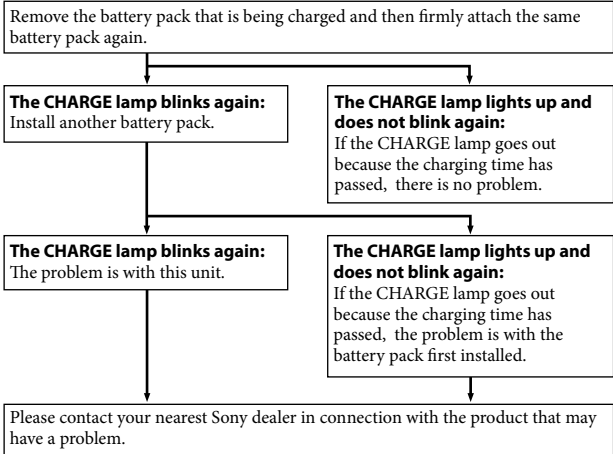 Remove the battery pack that is being charged and then firmly attach the same
battery pack again.
The CHARGE lamp blinks again:
Install another battery pack.
The CHARGE lamp lights up and
does not blink again:
If the CHARGE lamp goes out
because the charging time has
passed, there is no problem.
The CHARGE lamp blinks again:
The problem is with this unit.
The CHARGE lamp lights up and
does not blink again:
If the CHARGE lamp goes out
because the charging time has
passed, the problem is with the
battery pack first installed.
Please contact your nearest Sony dealer in connection with the product that may
have a problem.